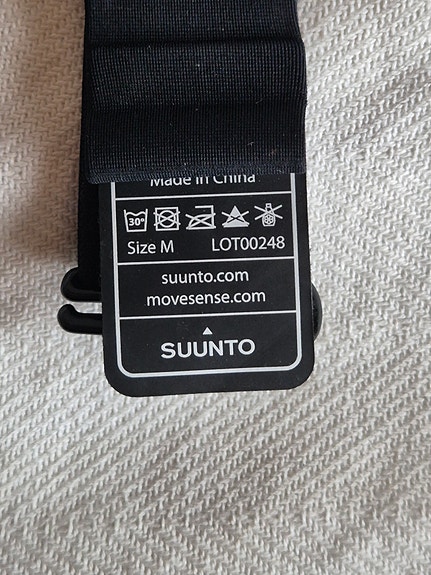 Made in China
30°
Size M LOT00248
suunto.com
movesense.com
SUUNTO